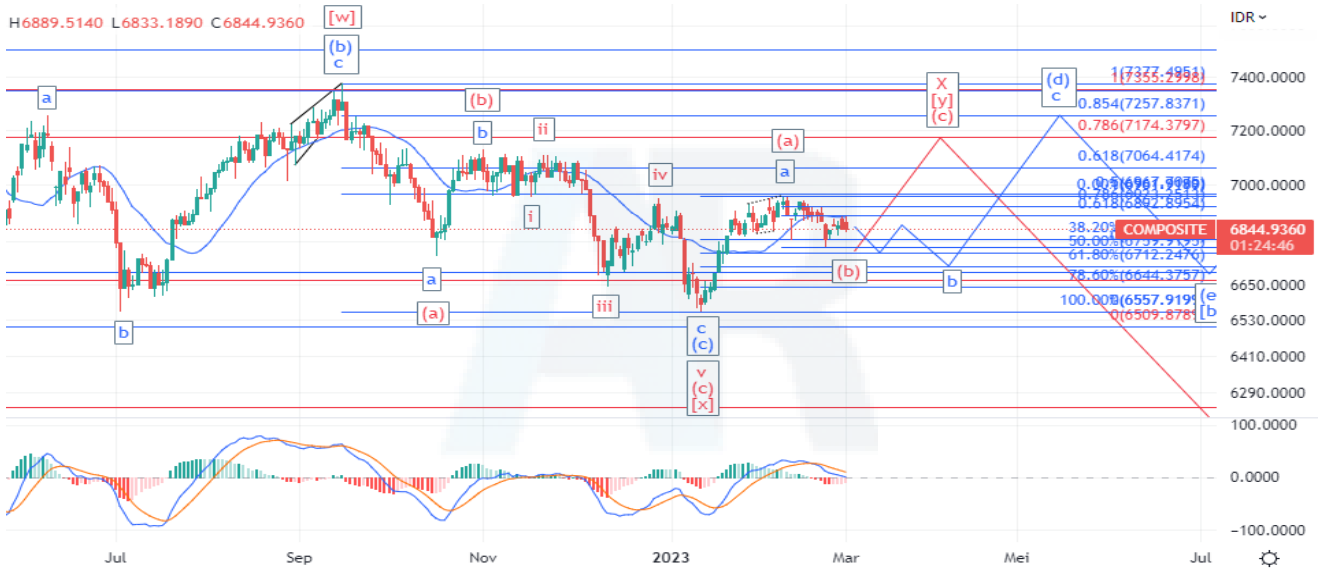 H6889.5140 L6833.1890 C6844.9360
IDR
[w]
(b)
c
a
(b)
b
ii
i
a
(a)
b
iv
iii
c
(c)
v
(c)
[x]
(a)
a
(b)
X
[y]
(c)
b
(d)
c
(e
[b
1(7377.4951)
1(7355.2998)
0.854(7257.8371)
0.786(7174.3797)
0.618(7064.4174)
0.618(6892.8954)
38.20%
50.00%(6759.9195)
61.80%(6712.2476)
78.60%(6644.3757)
100.00%
0(6509.878
7400.0000
7200.0000
7000.0000
COMPOSITE 6844.9360
01:24:46
6650.0000
6530.0000
6410.0000
6290.0000
100.0000
0.0000
−100.0000
Jul
Sep
Nov
2023
Mar
Mei
Jul
AR